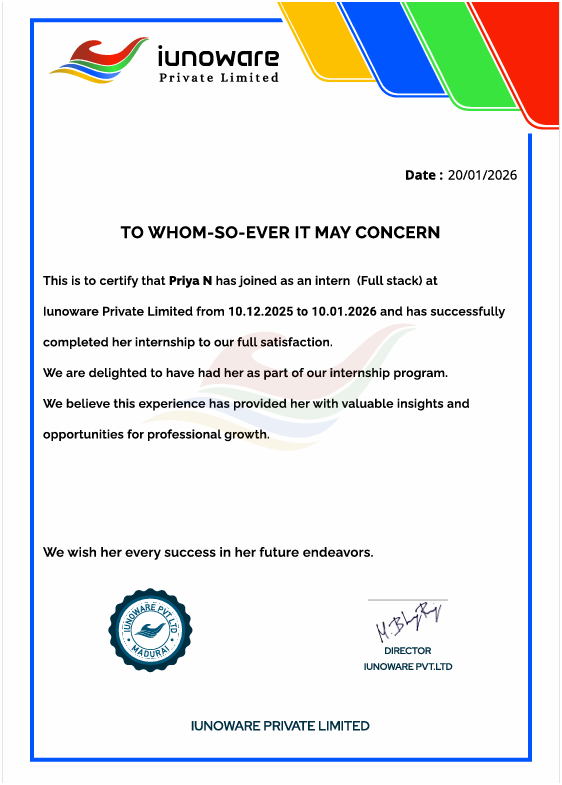 iunoware
Private Limited
Date : 20/01/2026
TO WHOM-SO-EVER IT MAY CONCERN
This is to certify that Priya N has joined as an intern (Full stack) at
Iunoware Private Limited from 10.12.2025 to 10.01.2026 and has successfully
completed her internship to our full satisfaction.
We are delighted to have had her as part of our internship program.
We believe this experience has provided her with valuable insights and
opportunities for professional growth.
We wish her every success in her future endeavors.
IUNOWARE PVT LTD
MADURAI
DIRECTOR
IUNOWARE PVT.LTD
IUNOWARE PRIVATE LIMITED